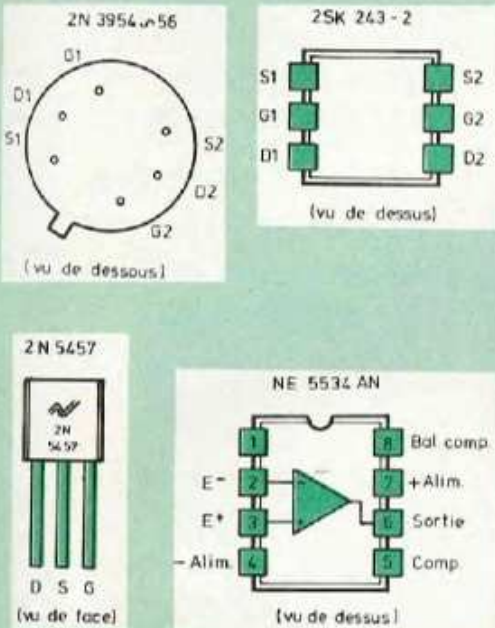 2N 3954 ∽ 56
G1
D1
S1
S2
D2
G2
(vu de dessous)
2SK 243 - 2
S1 S2
G1 G2
D1 D2
(vu de dessus)
2N 5457
2N
5457
D S G
(vu de face)
NE 5534 AN
1 8 Bal comp.
E- 2 7 +Alim.
E+ 3 6 Sortie
- Alim. 4 5 Comp.
(vu de dessus)